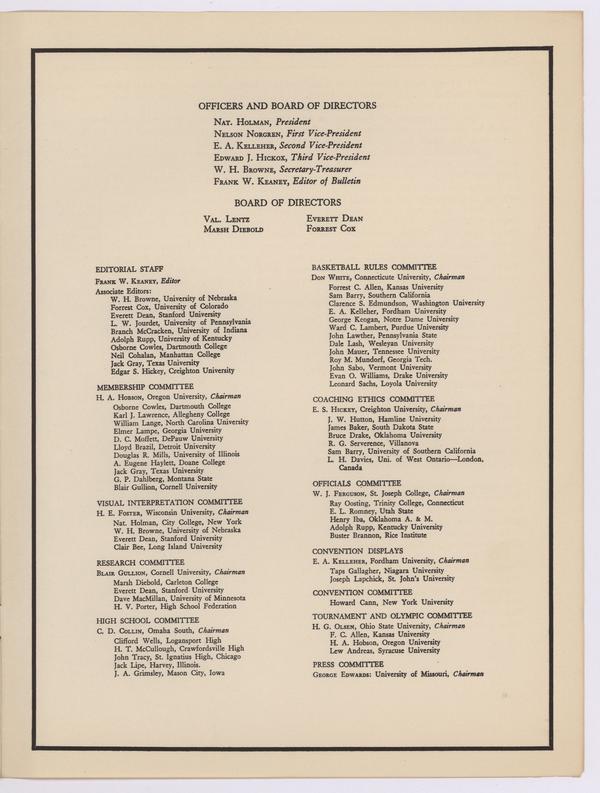 OFFICERS AND BOARD OF DIRECTORS
NAT. HOLMAN, President
NELSON NORGREN, First Vice-President
E. A. KELLEHER, Second Vice-President
EDWARD J. HICKOX, Third Vice-President
W. H. BROWNE, Secretary-Treasurer
FRANK W. KEANEY, Editor of Bulletin
BOARD OF DIRECTORS
VAL. LENTZ
MARSH DIEBOLD
EVERETT DEAN
FORREST COX
EDITORIAL STAFF
FRANK W. KEANEY, Editor
Associate Editors:
W. H. Browne, University of Nebraska
Forrest Cox, University of Colorado
Everett Dean, Stanford University
L. W. Jourdet, University of Pennsylvania
Branch McCracken, University of Indiana
Adolph Rupp, University of Kentucky
Osborne Cowles, Dartmouth College
Neil Cohalan, Manhattan College
Jack Gray, Texas University
Edgar S. Hickey, Creighton University
MEMBERSHIP COMMITTEE
H. A. HOBSON, Oregon University, Chairman
Osborne Cowles, Dartmouth College
Karl J. Lawrence, Allegheny College
William Lange, North Carolina University
Elmer Lampe, Georgia University
D. C. Moffett, DePauw University
Lloyd Brazil, Detroit University
Douglas R. Mills, University of Illinois
A. Eugene Haylett, Doane College
Jack Gray, Texas University
G. P. Dahlberg, Montana State
Blair Gullion, Cornell University
VISUAL INTERPRETATION COMMITTEE
H. E. FOSTER, Wisconsin University, Chairman
Nat. Holman, City College, New York
W. H. Browne, University of Nebraska
Everett Dean, Stanford University
Clair Bee, Long Island University
RESEARCH COMMITTEE
BLAIR GULLION, Cornell University, Chairman
Marsh Diebold, Carleton College
Everett Dean, Stanford University
Dave MacMillan, University of Minnesota
H. V. Porter, High School Federation
HIGH SCHOOL COMMITTEE
C. D. COLLIN, Omaha South, Chairman
Clifford Wells, Logansport High
H. T. McCullough, Crawfordsville High
John Tracy, St. Ignatius High, Chicago
Jack Lipe, Harvey, Illinois.
J. A. Grimsley, Mason City, Iowa
BASKETBALL RULES COMMITTEE
DON WHITE, Connecticute University, Chairman
Forrest C. Allen, Kansas University
Sam Barry, Southern California
Clarence S. Edmundson, Washington University
E. A. Kelleher, Fordham University
George Keogan, Notre Dame University
Ward C. Lambert, Purdue University
John Lawther, Pennsylvania State
Dale Lash, Wesleyan University
John Mauer, Tennessee University
Roy M. Mundorf, Georgia Tech.
John Sabo, Vermont University
Evan O. Williams, Drake University
Leonard Sachs, Loyola University
COACHING ETHICS COMMITTEE
E. S. HICKEY, Creighton University, Chairman
J. W. Hutton, Hamline University
James Baker, South Dakota State
Bruce Drake, Oklahoma University
R. G. Serverence, Villanova
Sam Barry, University of Southern California
L. H. Davies, Uni. of West Ontario—London,
Canada
OFFICIALS COMMITTEE
W. J. FERGUSON, St. Joseph College, Chairman
Ray Oosting, Trinity College, Connecticut
E. L. Romney, Utah State
Henry Iba, Oklahoma A. & M.
Adolph Rupp, Kentucky University
Buster Brannon, Rice Institute
CONVENTION DISPLAYS
E. A. KELLEHER, Fordham University, Chairman
Taps Gallagher, Niagara University
Joseph Lapchick, St. John's University
CONVENTION COMMITTEE
Howard Cann, New York University
TOURNAMENT AND OLYMPIC COMMITTEE
H. G. OLSEN, Ohio State University, Chairman
F. C. Allen, Kansas University
H. A. Hobson, Oregon University
Lew Andreas, Syracuse University
PRESS COMMITTEE
GEORGE EDWARDS: University of Missouri, Chairman